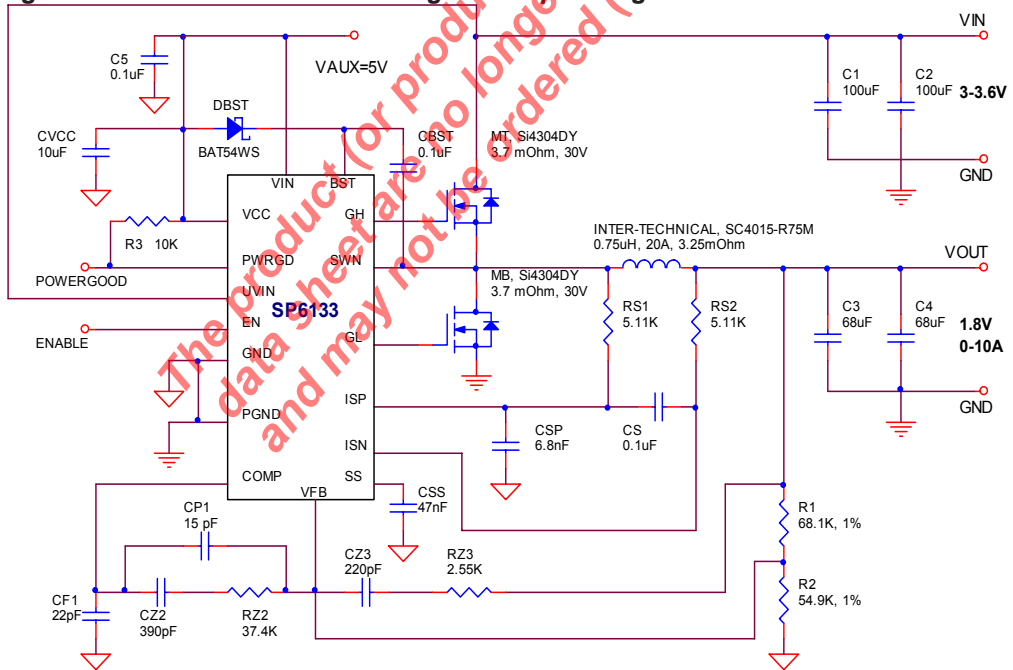 VIN
C5
0.1uF
VAUX=5V
C1
100uF
C2
100uF
3-3.6V
DBST
BAT54WS
CVCC
10uF
CBST
0.1uF
MT, Si4304DY
3.7 mOhm, 30V
GND
VIN
BST
VCC
GH
R3 10K
INTER-TECHNICAL, SC4015-R75M
0.75uH, 20A, 3.25mOhm
PWRGD
SWN
VOUT
POWERGOOD
MB, Si4304DY
3.7 mOhm, 30V
UVIN
SP6133
EN
RS1
5.11K
RS2
5.11K
C3
68uF
C4
68uF
1.8V
0-10A
ENABLE
GL
GND
ISP
GND
PGND
CSP
6.8nF
CS
0.1uF
ISN
COMP
SS
VFB
CSS
47nF
CP1
15 pF
R1
68.1K, 1%
CZ3
220pF
RZ3
2.55K
CF1
22pF
CZ2
390pF
RZ2
37.4K
R2
54.9K, 1%
The product (or produ
data sheet are no longe
and may not be ordered (